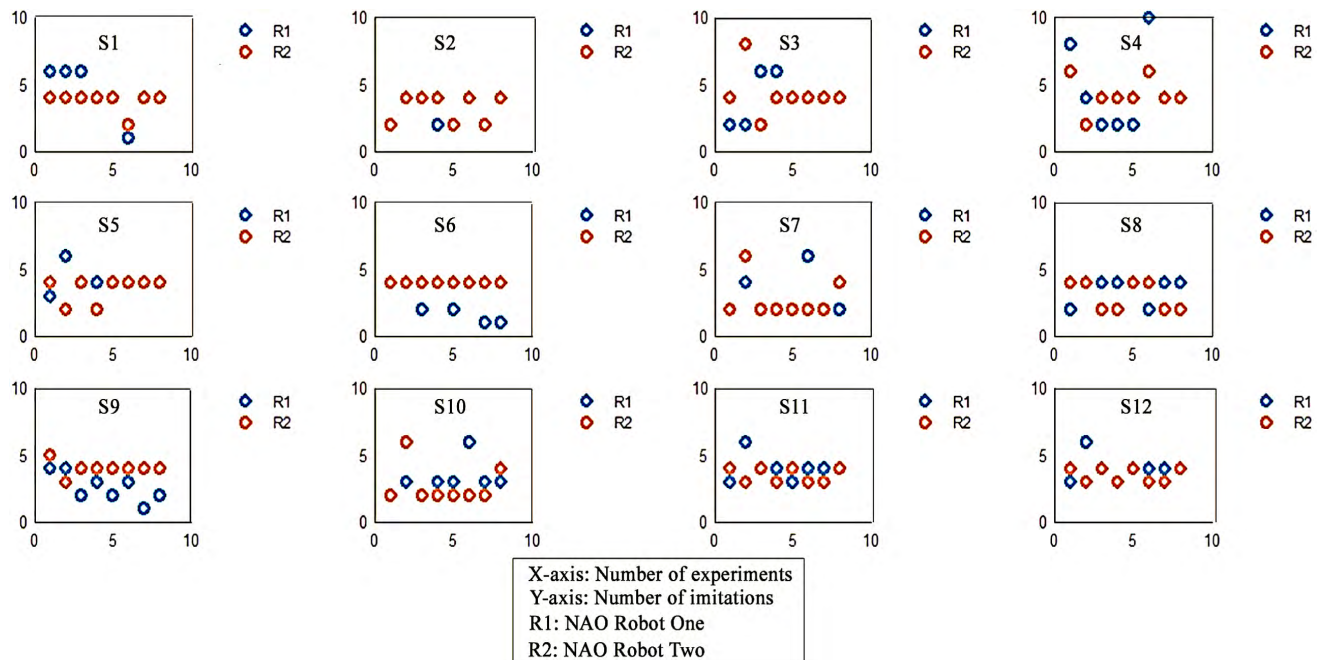 10 S1 R1
R2
5
0
0 5 10
10 S2 R1
R2
5
0
0 5 10
10 S3 R1
R2
5
0
0 5 10
10 S4 R1
R2
5
0
0 5 10
10 S5 R1
R2
5
0
0 5 10
10 S6 R1
R2
5
0
0 5 10
10 S7 R1
R2
5
0
0 5 10
10 S8 R1
R2
5
0
0 5 10
10 S9 R1
R2
5
0
0 5 10
10 S10 R1
R2
5
0
0 5 10
10 S11 R1
R2
5
0
0 5 10
10 S12 R1
R2
5
0
0 5 10
X-axis: Number of experiments
Y-axis: Number of imitations
R1: NAO Robot One
R2: NAO Robot Two